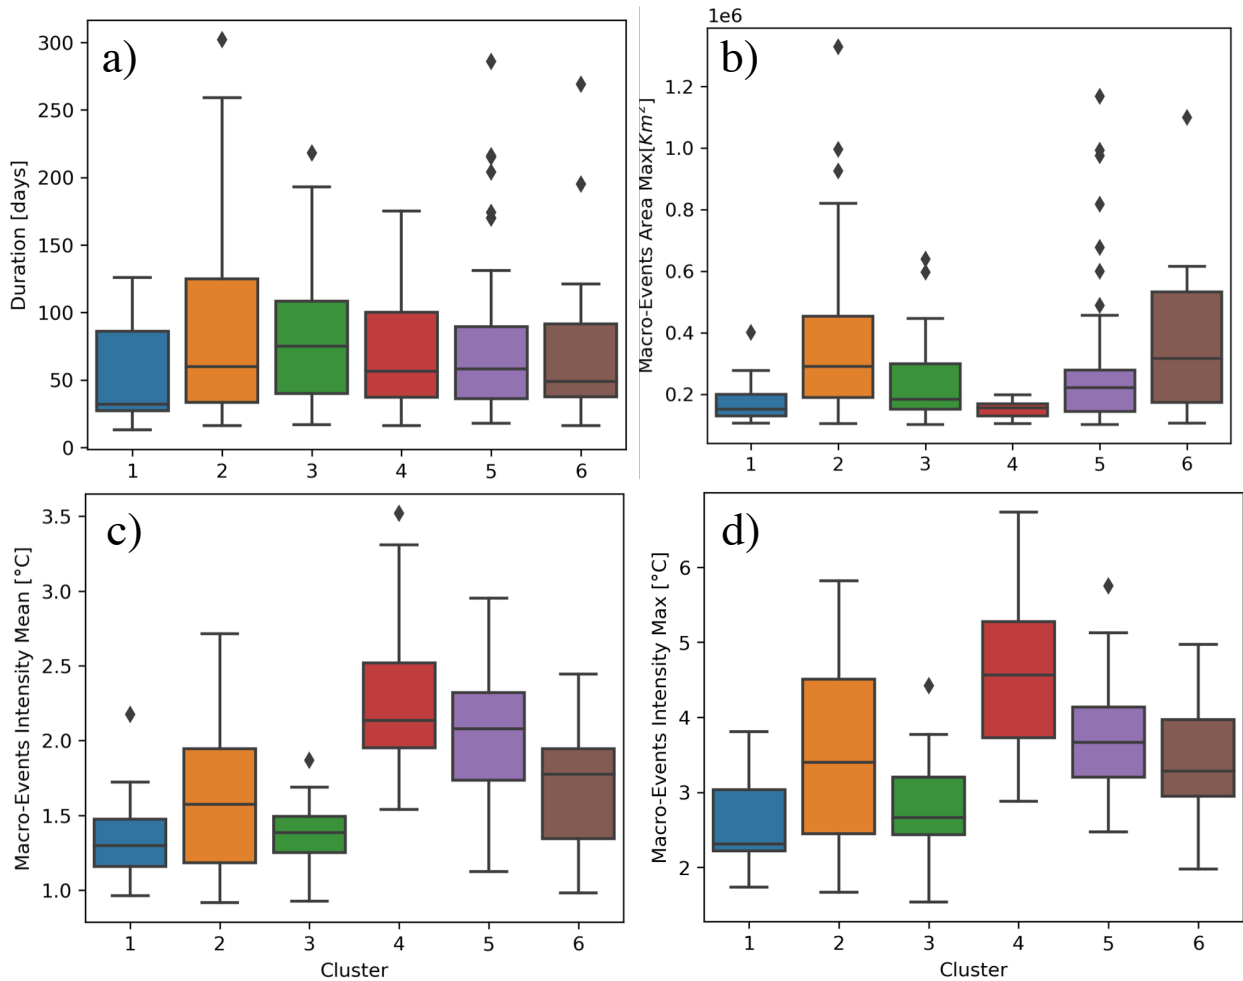 a)
300
250
200
150
100
50
0
Duration [days]
1 2 3 4 5 6
1e6
b)
1.2
1.0
0.8
0.6
0.4
0.2
Macro-Events Area Max[Km²]
1 2 3 4 5 6
c)
3.5
3.0
2.5
2.0
1.5
1.0
Macro-Events Intensity Mean [°C]
1 2 3 4 5 6
Cluster
d)
6
5
4
3
2
Macro-Events Intensity Max [°C]
1 2 3 4 5 6
Cluster